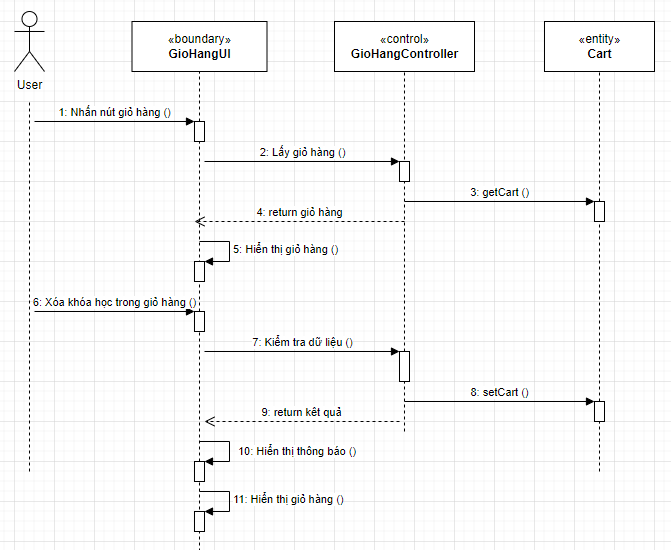 «boundary»
GioHangUI
«control»
GioHangController
«entity»
Cart
User
1: Nhấn nút giỏ hàng ()
2: Lấy giỏ hàng ()
3: getCart ()
4: return giỏ hàng
5: Hiển thị giỏ hàng ()
6: Xóa khóa học trong giỏ hàng ()
7: Kiểm tra dữ liệu ()
8: setCart ()
9: return kết quả
10: Hiển thị thông báo ()
11: Hiển thị giỏ hàng ()